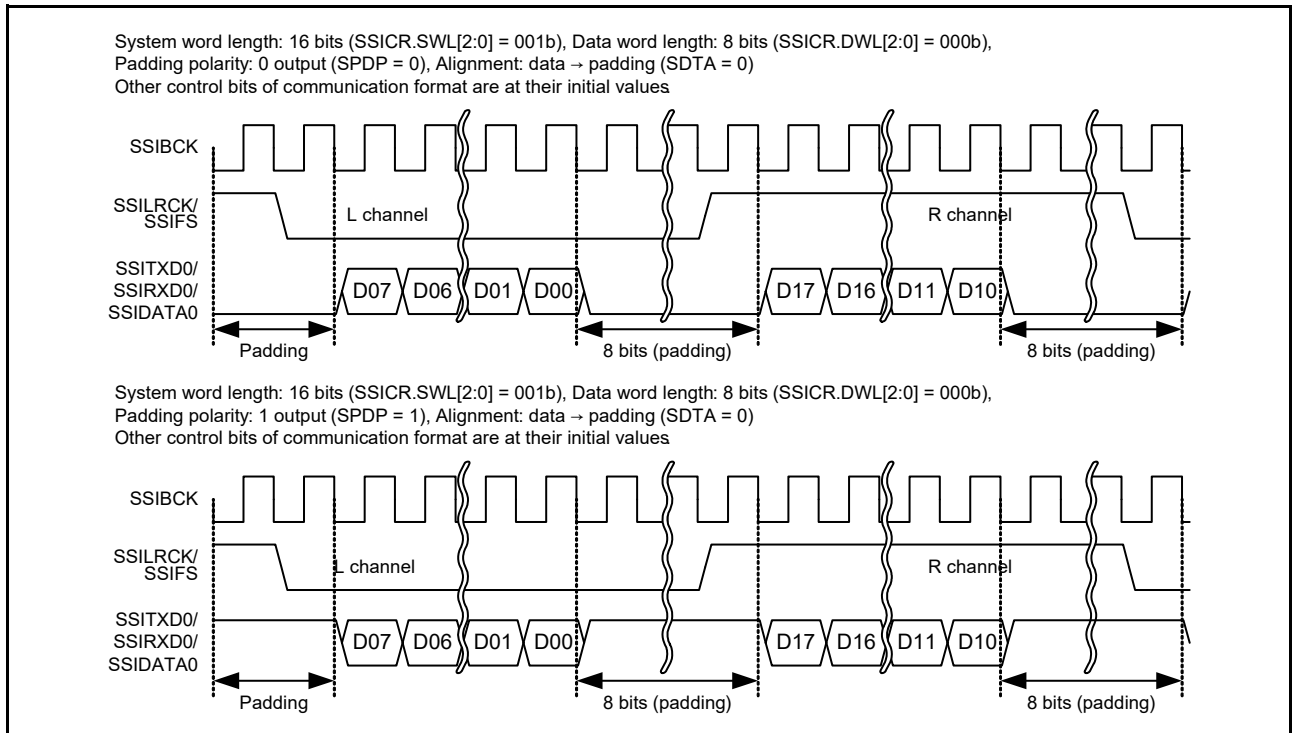 System word length: 16 bits (SSICR.SWL[2:0] = 001b), Data word length: 8 bits (SSICR.DWL[2:0] = 000b),
Padding polarity: 0 output (SPDP = 0), Alignment: data → padding (SDTA = 0)
Other control bits of communication format are at their initial values.
SSIBCK
SSILRCK/
SSIFS
L channel
R channel
SSITXD0/
SSIRXD0/
SSIDATA0
D07 D06 D01 D00 D17 D16 D11 D10
Padding 8 bits (padding) 8 bits (padding)
System word length: 16 bits (SSICR.SWL[2:0] = 001b), Data word length: 8 bits (SSICR.DWL[2:0] = 000b),
Padding polarity: 1 output (SPDP = 1), Alignment: data → padding (SDTA = 0)
Other control bits of communication format are at their initial values.
SSIBCK
SSILRCK/
SSIFS
L channel
R channel
SSITXD0/
SSIRXD0/
SSIDATA0
D07 D06 D01 D00 D17 D16 D11 D10
Padding 8 bits (padding) 8 bits (padding)